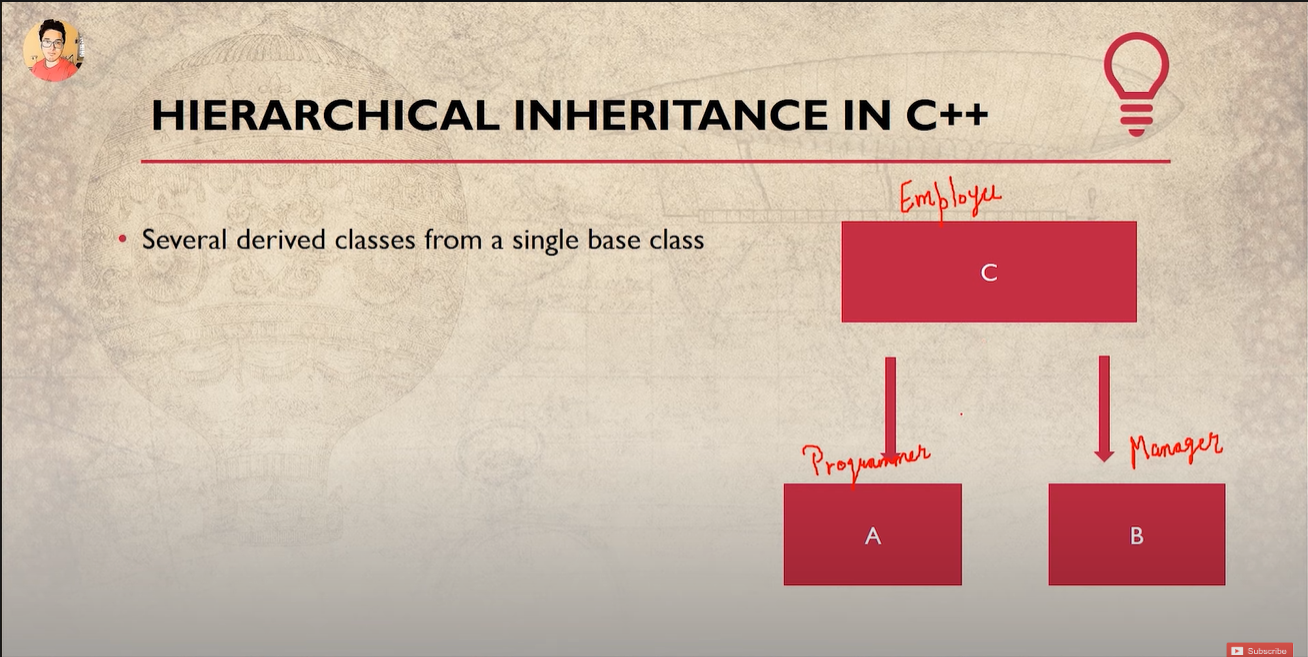 HIERARCHICAL INHERITANCE IN C++
Employee
• Several derived classes from a single base class
C
Programmer
Manager
A
B
Subscribe